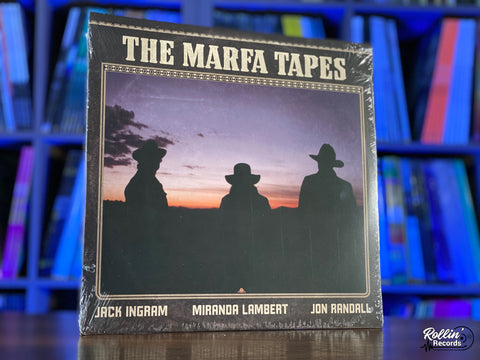 THE MARFA TAPES
JACK INGRAM MIRANDA LAMBERT JON RANDALL
Rollin'
Records